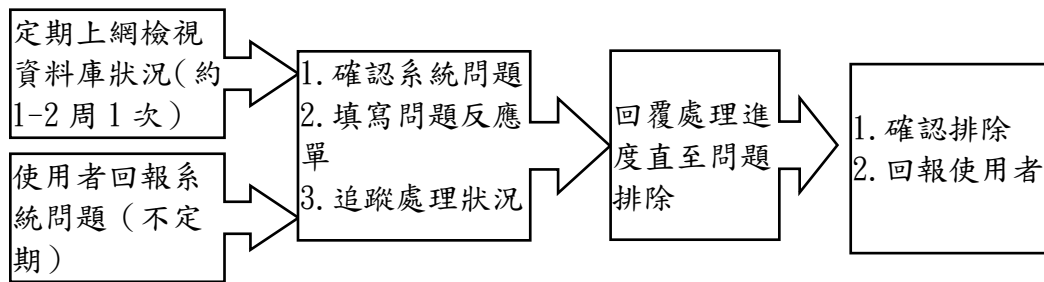 定期上網檢視
資料庫狀況(約
1-2 周 1 次)
使用者回報系
統問題(不定
期)
1.確認系統問題
2.填寫問題反應
單
3.追蹤處理狀況
回覆處理進
度直至問題
排除
1.確認排除
2.回報使用者